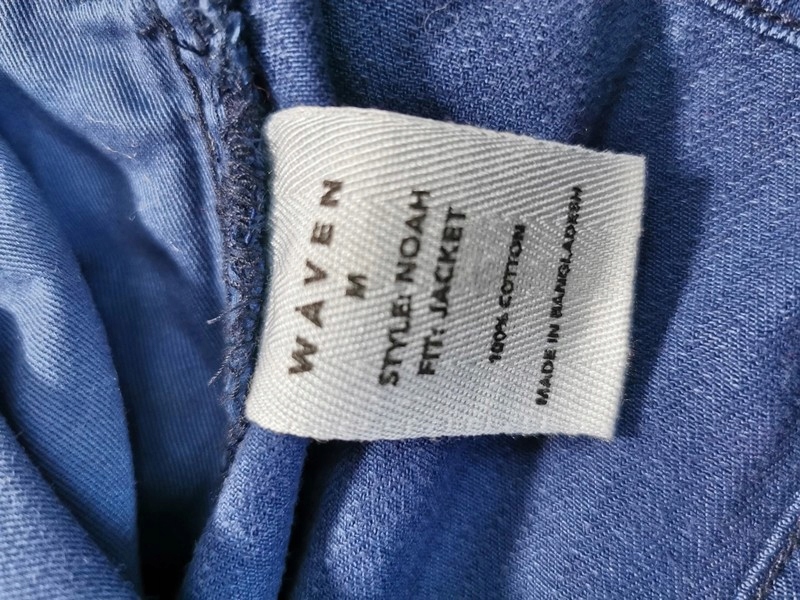 WAVEN
M
STYLE: NOAH
FIT: JACKET
100% COTTON
MADE IN BANGLADESH